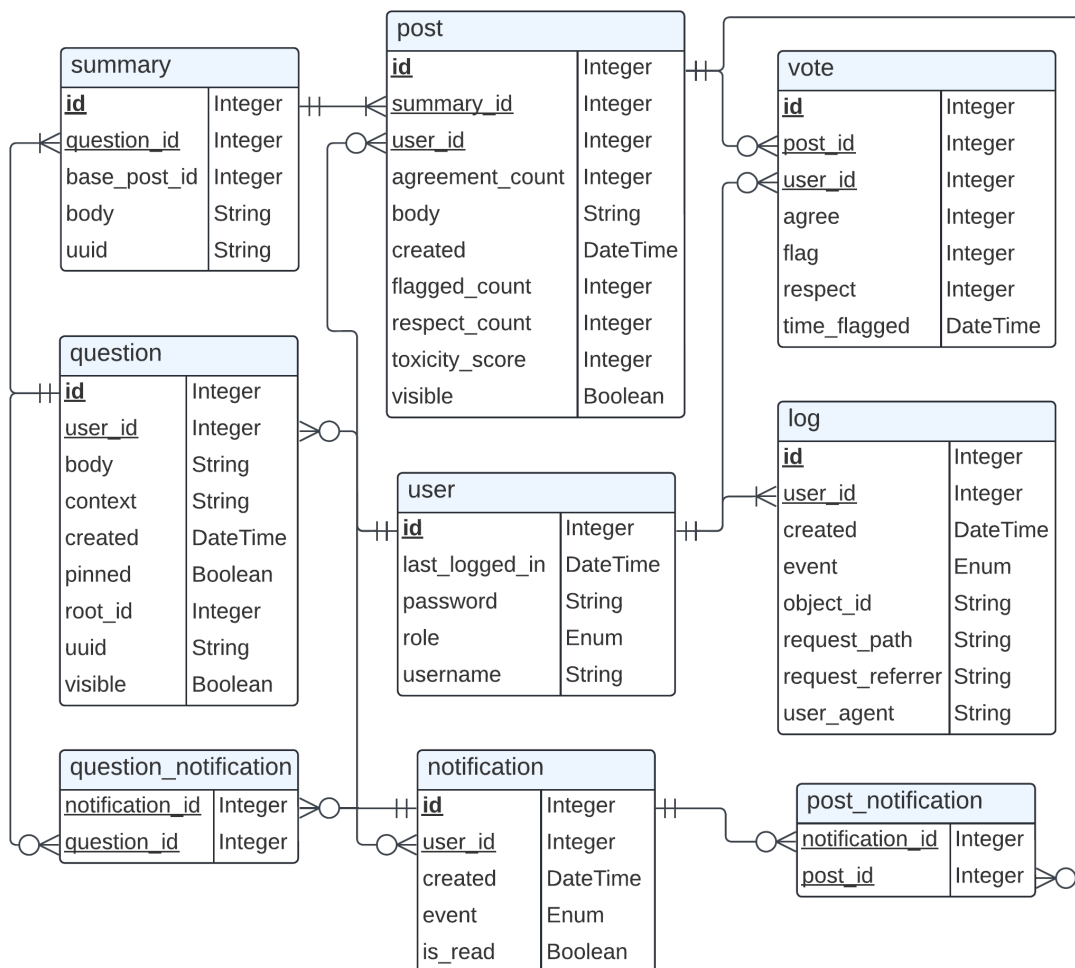 summary
id Integer
question_id Integer
base_post_id Integer
body String
uuid String
post
id Integer
summary_id Integer
user_id Integer
agreement_count Integer
body String
created DateTime
flagged_count Integer
respect_count Integer
toxicity_score Integer
visible Boolean
vote
id Integer
post_id Integer
user_id Integer
agree Integer
flag Integer
respect Integer
time_flagged DateTime
question
id Integer
user_id Integer
body String
context String
created DateTime
pinned Boolean
root_id Integer
uuid String
visible Boolean
user
id Integer
last_logged_in DateTime
password String
role Enum
username String
log
id Integer
user_id Integer
created DateTime
event Enum
object_id String
request_path String
request_referrer String
user_agent String
question_notification
notification_id Integer
question_id Integer
notification
id Integer
user_id Integer
created DateTime
event Enum
is_read Boolean
post_notification
notification_id Integer
post_id Integer